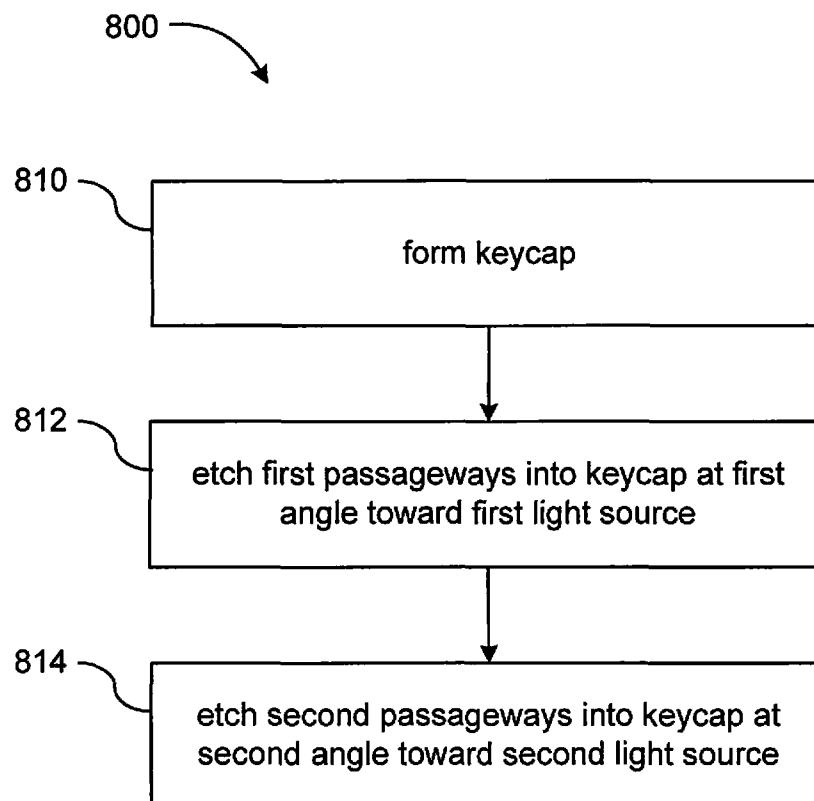 800
810
form keycap
812
etch first passageways into keycap at first
angle toward first light source
814
etch second passageways into keycap at
second angle toward second light source